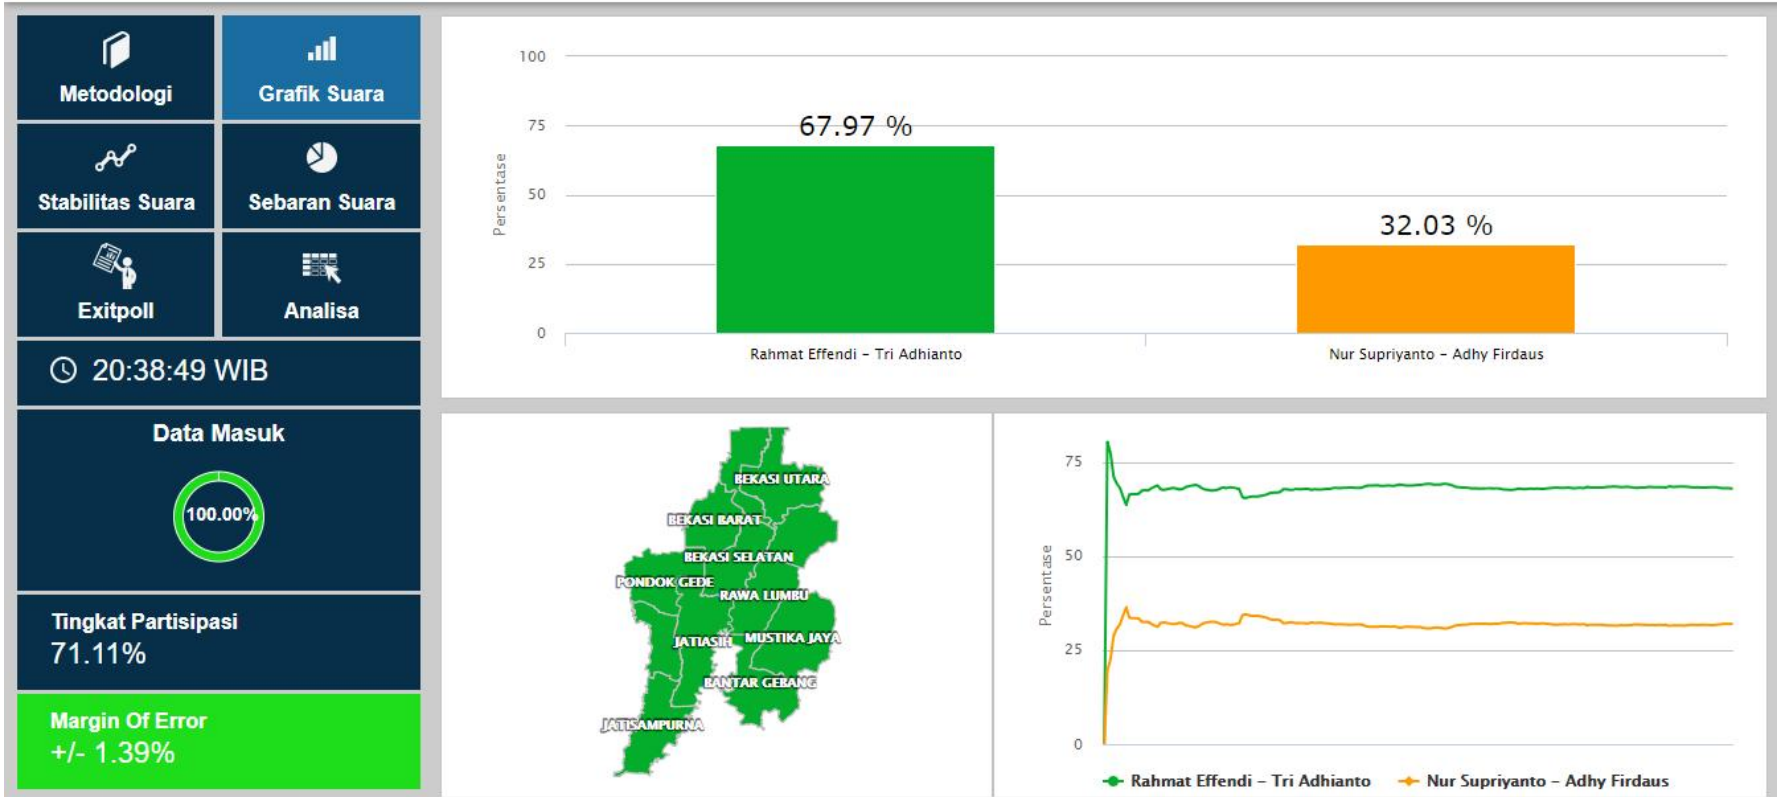 Metodologi
Grafik Suara
Stabilitas Suara
Sebaran Suara
Exitpoll
Analisa
20:38:49 WIB
Data Masuk
100.00%
Tingkat Partisipasi
71.11%
Margin Of Error
+/- 1.39%
100
75
50
25
0
Persentase
67.97 %
32.03 %
Rahmat Effendi - Tri Adhianto
Nur Supriyanto - Adhy Firdaus
BEKASI UTARA
BEKASI BARAT
BEKASI SELATAN
PONDOK GEDE
RAWA LUMBU
JATIASIH
MUSTIKA JAYA
BANTAR GEBANG
JATISAMPURNA
75
50
25
0
Persentase
Rahmat Effendi - Tri Adhianto
Nur Supriyanto - Adhy Firdaus